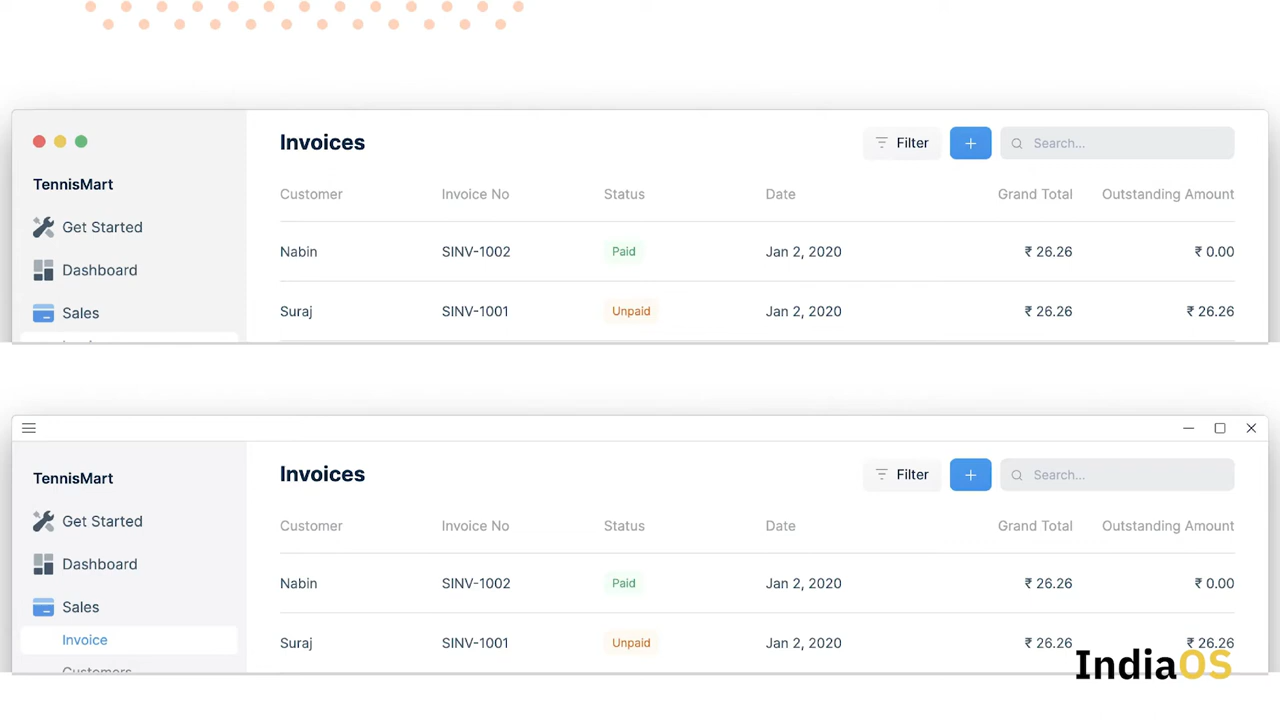 Invoices
Filter
+
Search...
TennisMart
Get Started
Dashboard
Sales
Customer Invoice No Status Date Grand Total Outstanding Amount
Nabin SINV-1002 Paid Jan 2, 2020 ₹ 26.26 ₹ 0.00
Suraj SINV-1001 Unpaid Jan 2, 2020 ₹ 26.26 ₹ 26.26
Invoices
Filter
+
Search...
TennisMart
Get Started
Dashboard
Sales
Invoice
Customers
Customer Invoice No Status Date Grand Total Outstanding Amount
Nabin SINV-1002 Paid Jan 2, 2020 ₹ 26.26 ₹ 0.00
Suraj SINV-1001 Unpaid Jan 2, 2020 ₹ 26.26 ₹ 26.26
IndiaOS